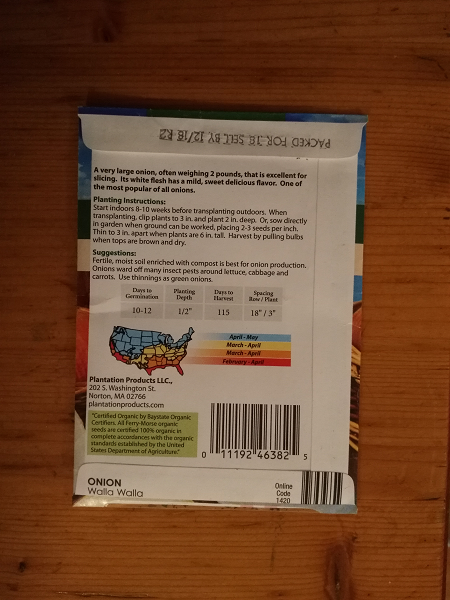 PACKED FOR 18 SELL BY 12/18 K2
A very large onion, often weighing 2 pounds, that is excellent for
slicing. Its white flesh has a mild, sweet delicious flavor. One of
the most popular of all onions.
Planting Instructions:
Start indoors 8-10 weeks before transplanting outdoors. When
transplanting, clip plants to 3 in. and plant 2 in. deep. Or, sow directly
in garden when ground can be worked, placing 2-3 seeds per inch.
Thin to 3 in. apart when plants are 6 in. tall. Harvest by pulling bulbs
when tops are brown and dry.
Suggestions:
Fertile, moist soil enriched with compost is best for onion production.
Onions ward off many insect pests around lettuce, cabbage and
carrots. Use thinnings as green onions.
Days to Germination
Planting Depth
Days to Harvest
Spacing Row / Plant
10-12
1/2"
115
18" / 3"
April - May
March - April
March - April
February - April
Plantation Products LLC.,
202 S. Washington St.
Norton, MA 02766
plantationproducts.com
"Certified Organic by Baystate Organic
Certifiers. All Ferry-Morse organic
seeds are certified 100% organic in
complete accordance with the organic
standards established by the United
States Department of Agriculture."
0 11192 46382 5
ONION
Walla Walla
Online
Code
1420